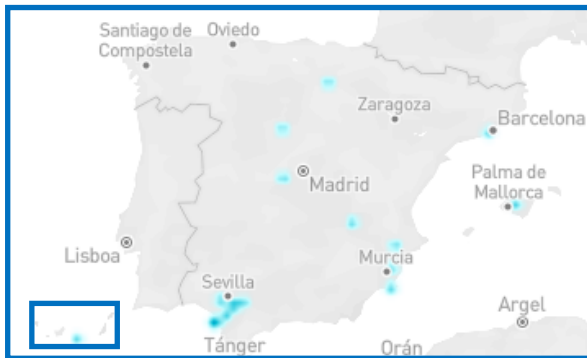 Santiago de
Compostela
Oviedo
Zaragoza
Barcelona
Madrid
Palma de
Mallorca
Lisboa
Murcia
Sevilla
Argel
Tánger
Orán